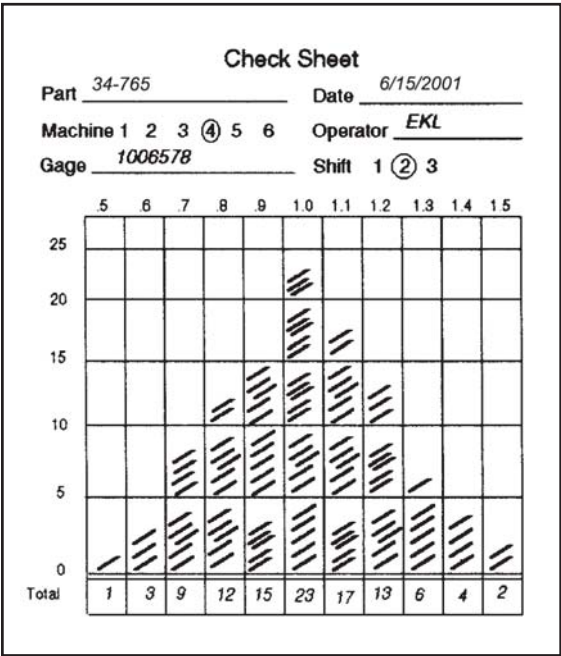 Check Sheet
Part 34-765 Date 6/15/2001
Machine 1 2 3 4 5 6 Operator EKL
Gage 1006578 Shift 1 2 3
.5 .6 .7 .8 .9 1.0 1.1 1.2 1.3 1.4 1.5
25
20
15
10
5
0
Total 1 3 9 12 15 23 17 13 6 4 2